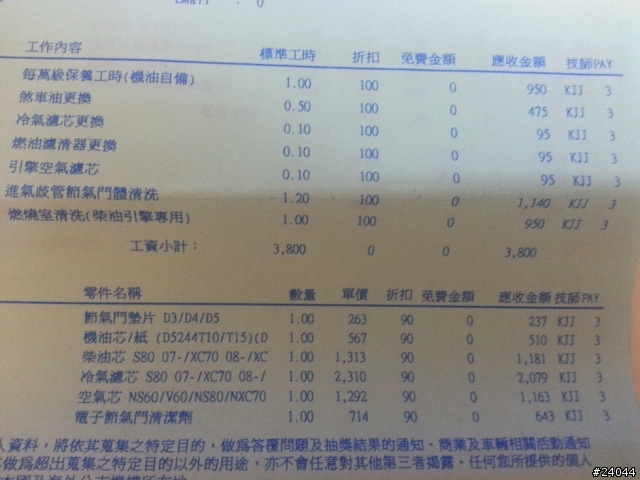 工作內容 標準工時 折扣 免費金額 應收金額 技師PAY
每萬級保養工時(機油自備) 1.00 100 0 950 KJJ 3
煞車油更換 0.50 100 0 475 KJJ 3
冷氣濾芯更換 0.10 100 0 95 KJJ 3
燃油濾清器更換 0.10 100 0 95 KJJ 3
引擎空氣濾芯 0.10 100 0 95 KJJ 3
進氣歧管節氣門體清洗 1.20 100 0 1,140 KJJ 3
燃燒室清洗(柴油引擎專用) 1.00 100 0 950 KJJ 3
工資小計： 3,800 0 0 3,800
零件名稱 數量 單價 折扣 免費金額 應收金額 技師PAY
節氣門墊片 D3/D4/D5 1.00 263 90 0 237 KJJ 3
機油芯/紙 (D5244T10/T15)(D 1.00 567 90 0 510 KJJ 3
柴油芯 S80 07-/XC70 08-/XC 1.00 1,313 90 0 1,181 KJJ 3
冷氣濾芯 S80 07-/XC70 08-/ 1.00 2,310 90 0 2,079 KJJ 3
空氣芯 NS60/V60/NS80/NXC70 1.00 1,292 90 0 1,163 KJJ 3
電子節氣門清潔劑 1.00 714 90 0 643 KJJ 3
人資料，將依其蒐集之特定目的，做為答覆問題及抽獎結果的通知、商業及車輛相關活動通知
做為超出蒐集之特定目的以外的用途，亦不會任意對其他第三者揭露。任何您所提供的個人
#24044